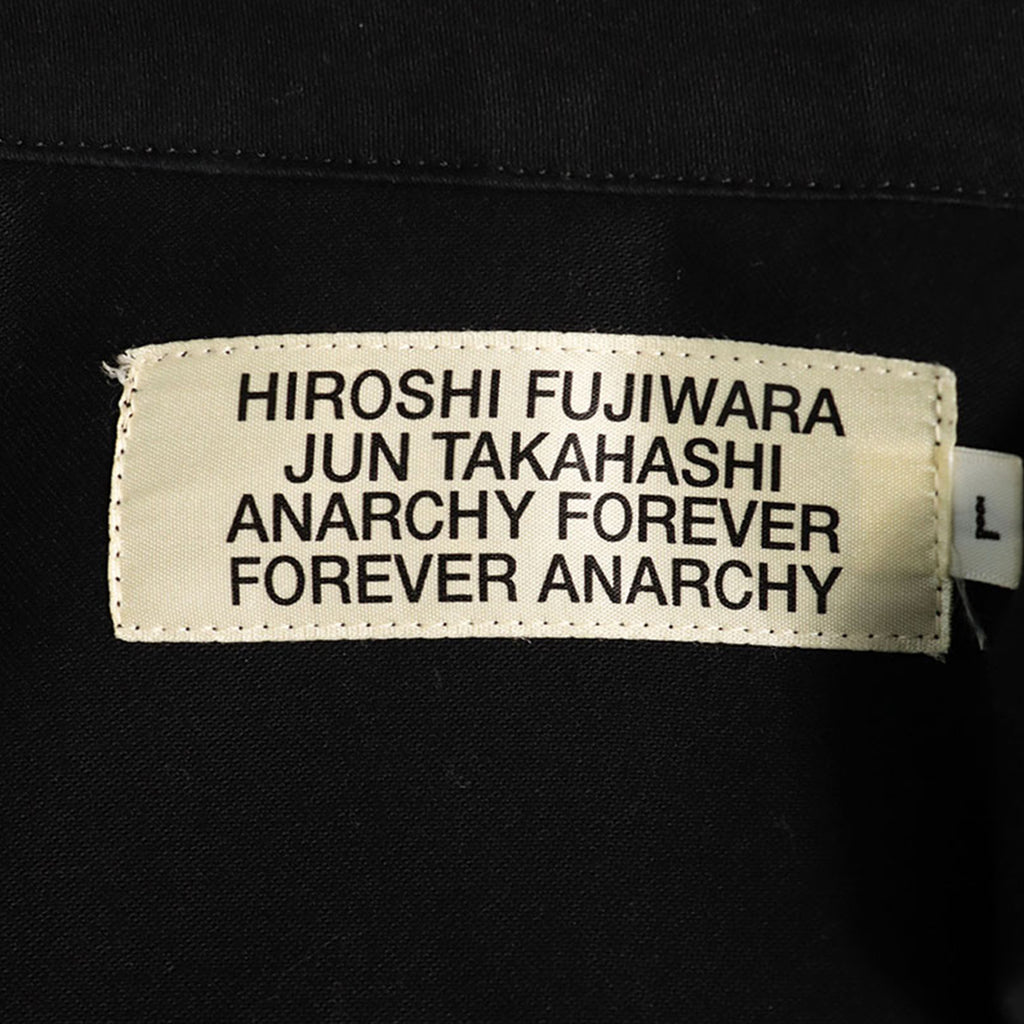 HIROSHI FUJIWARA
JUN TAKAHASHI
ANARCHY FOREVER
FOREVER ANARCHY
L